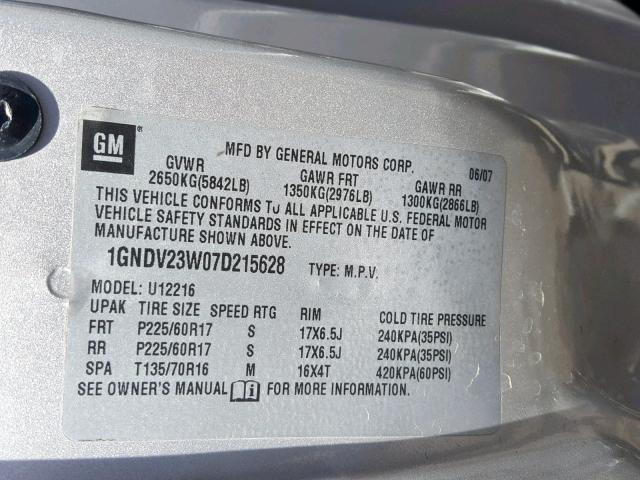 GM ®
MFD BY GENERAL MOTORS CORP. 06/07
GVWR GAWR FRT GAWR RR
2650KG(5842LB) 1350KG(2976LB) 1300KG(2866LB)
THIS VEHICLE CONFORMS TO ALL APPLICABLE U.S. FEDERAL MOTOR
VEHICLE SAFETY STANDARDS IN EFFECT ON THE DATE OF
MANUFACTURE SHOWN ABOVE.
1GNDV23W07D215628 TYPE: M.P.V.
MODEL: U12216
UPAK TIRE SIZE SPEED RTG RIM COLD TIRE PRESSURE
FRT P225/60R17 S 17X6.5J 240KPA(35PSI)
RR P225/60R17 S 17X6.5J 240KPA(35PSI)
SPA T135/70R16 M 16X4T 420KPA(60PSI)
SEE OWNER'S MANUAL FOR MORE INFORMATION.